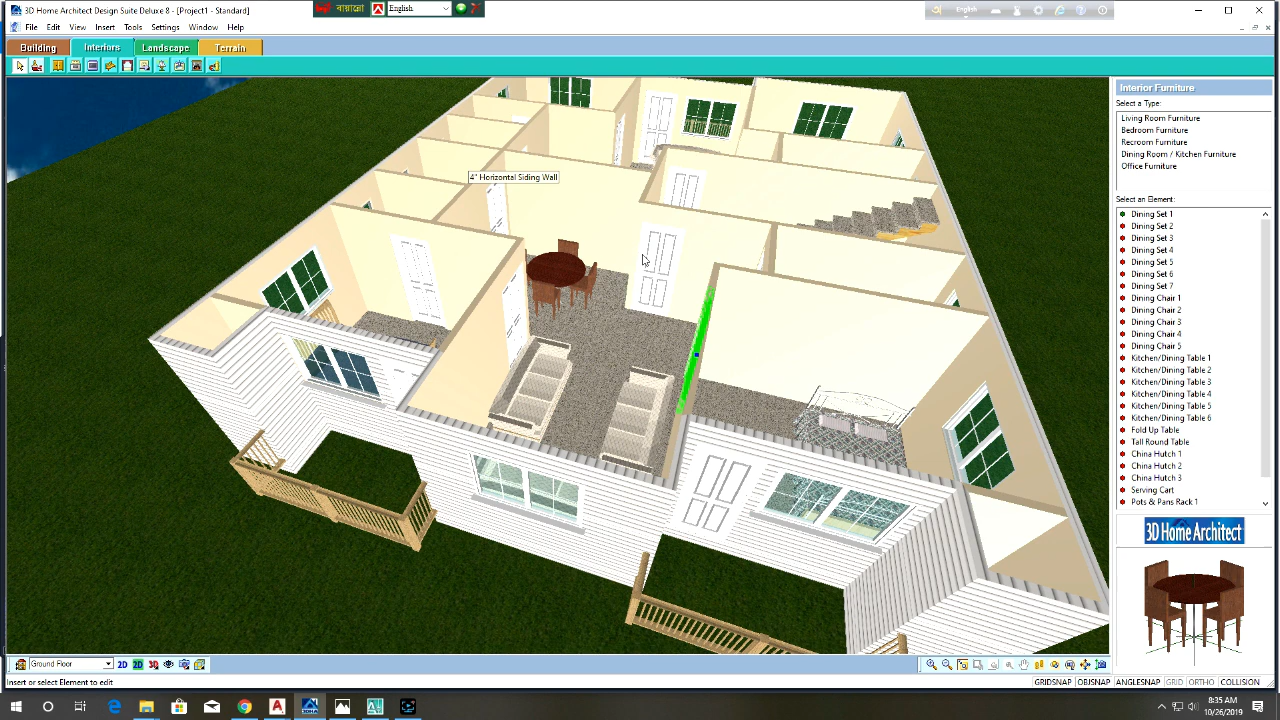 3D Home Architect Design Suite Deluxe 8 - [Project1 - Standard]
English.
English
File Edit View Insert Tools Settings Window Help
Building Interiors Landscape Terrain
Interior Furniture
Select a Type:
Living Room Furniture
Bedroom Furniture
Recroom Furniture
Dining Room / Kitchen Furniture
Office Furniture
4" Horizontal Siding Wall
Select an Element:
Dining Set 1
Dining Set 2
Dining Set 3
Dining Set 4
Dining Set 5
Dining Set 6
Dining Set 7
Dining Chair 1
Dining Chair 2
Dining Chair 3
Dining Chair 4
Dining Chair 5
Kitchen/Dining Table 1
Kitchen/Dining Table 2
Kitchen/Dining Table 3
Kitchen/Dining Table 4
Kitchen/Dining Table 5
Kitchen/Dining Table 6
Fold Up Table
Tall Round Table
China Hutch 1
China Hutch 2
China Hutch 3
Serving Cart
Pots & Pans Rack 1
3D Home Architect
Ground Floor 2D 2D 3D
Insert or select Element to edit
GRIDSNAP OBJSNAP ANGLESNAP GRID ORTHO COLLISION
8:35 AM
10/26/2019